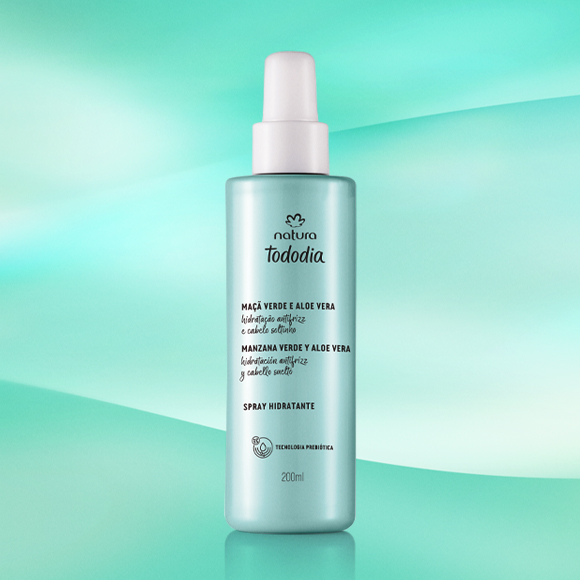 natura
Tododia
MAÇÃ VERDE E ALOE VERA
hidratação antifrizz
e cabelo soltinho
MANZANA VERDE Y ALOE VERA
hidratación antifrizz
y cabello suelto
SPRAY HIDRATANTE
TECNOLOGIA PREBIÓTICA
200ml